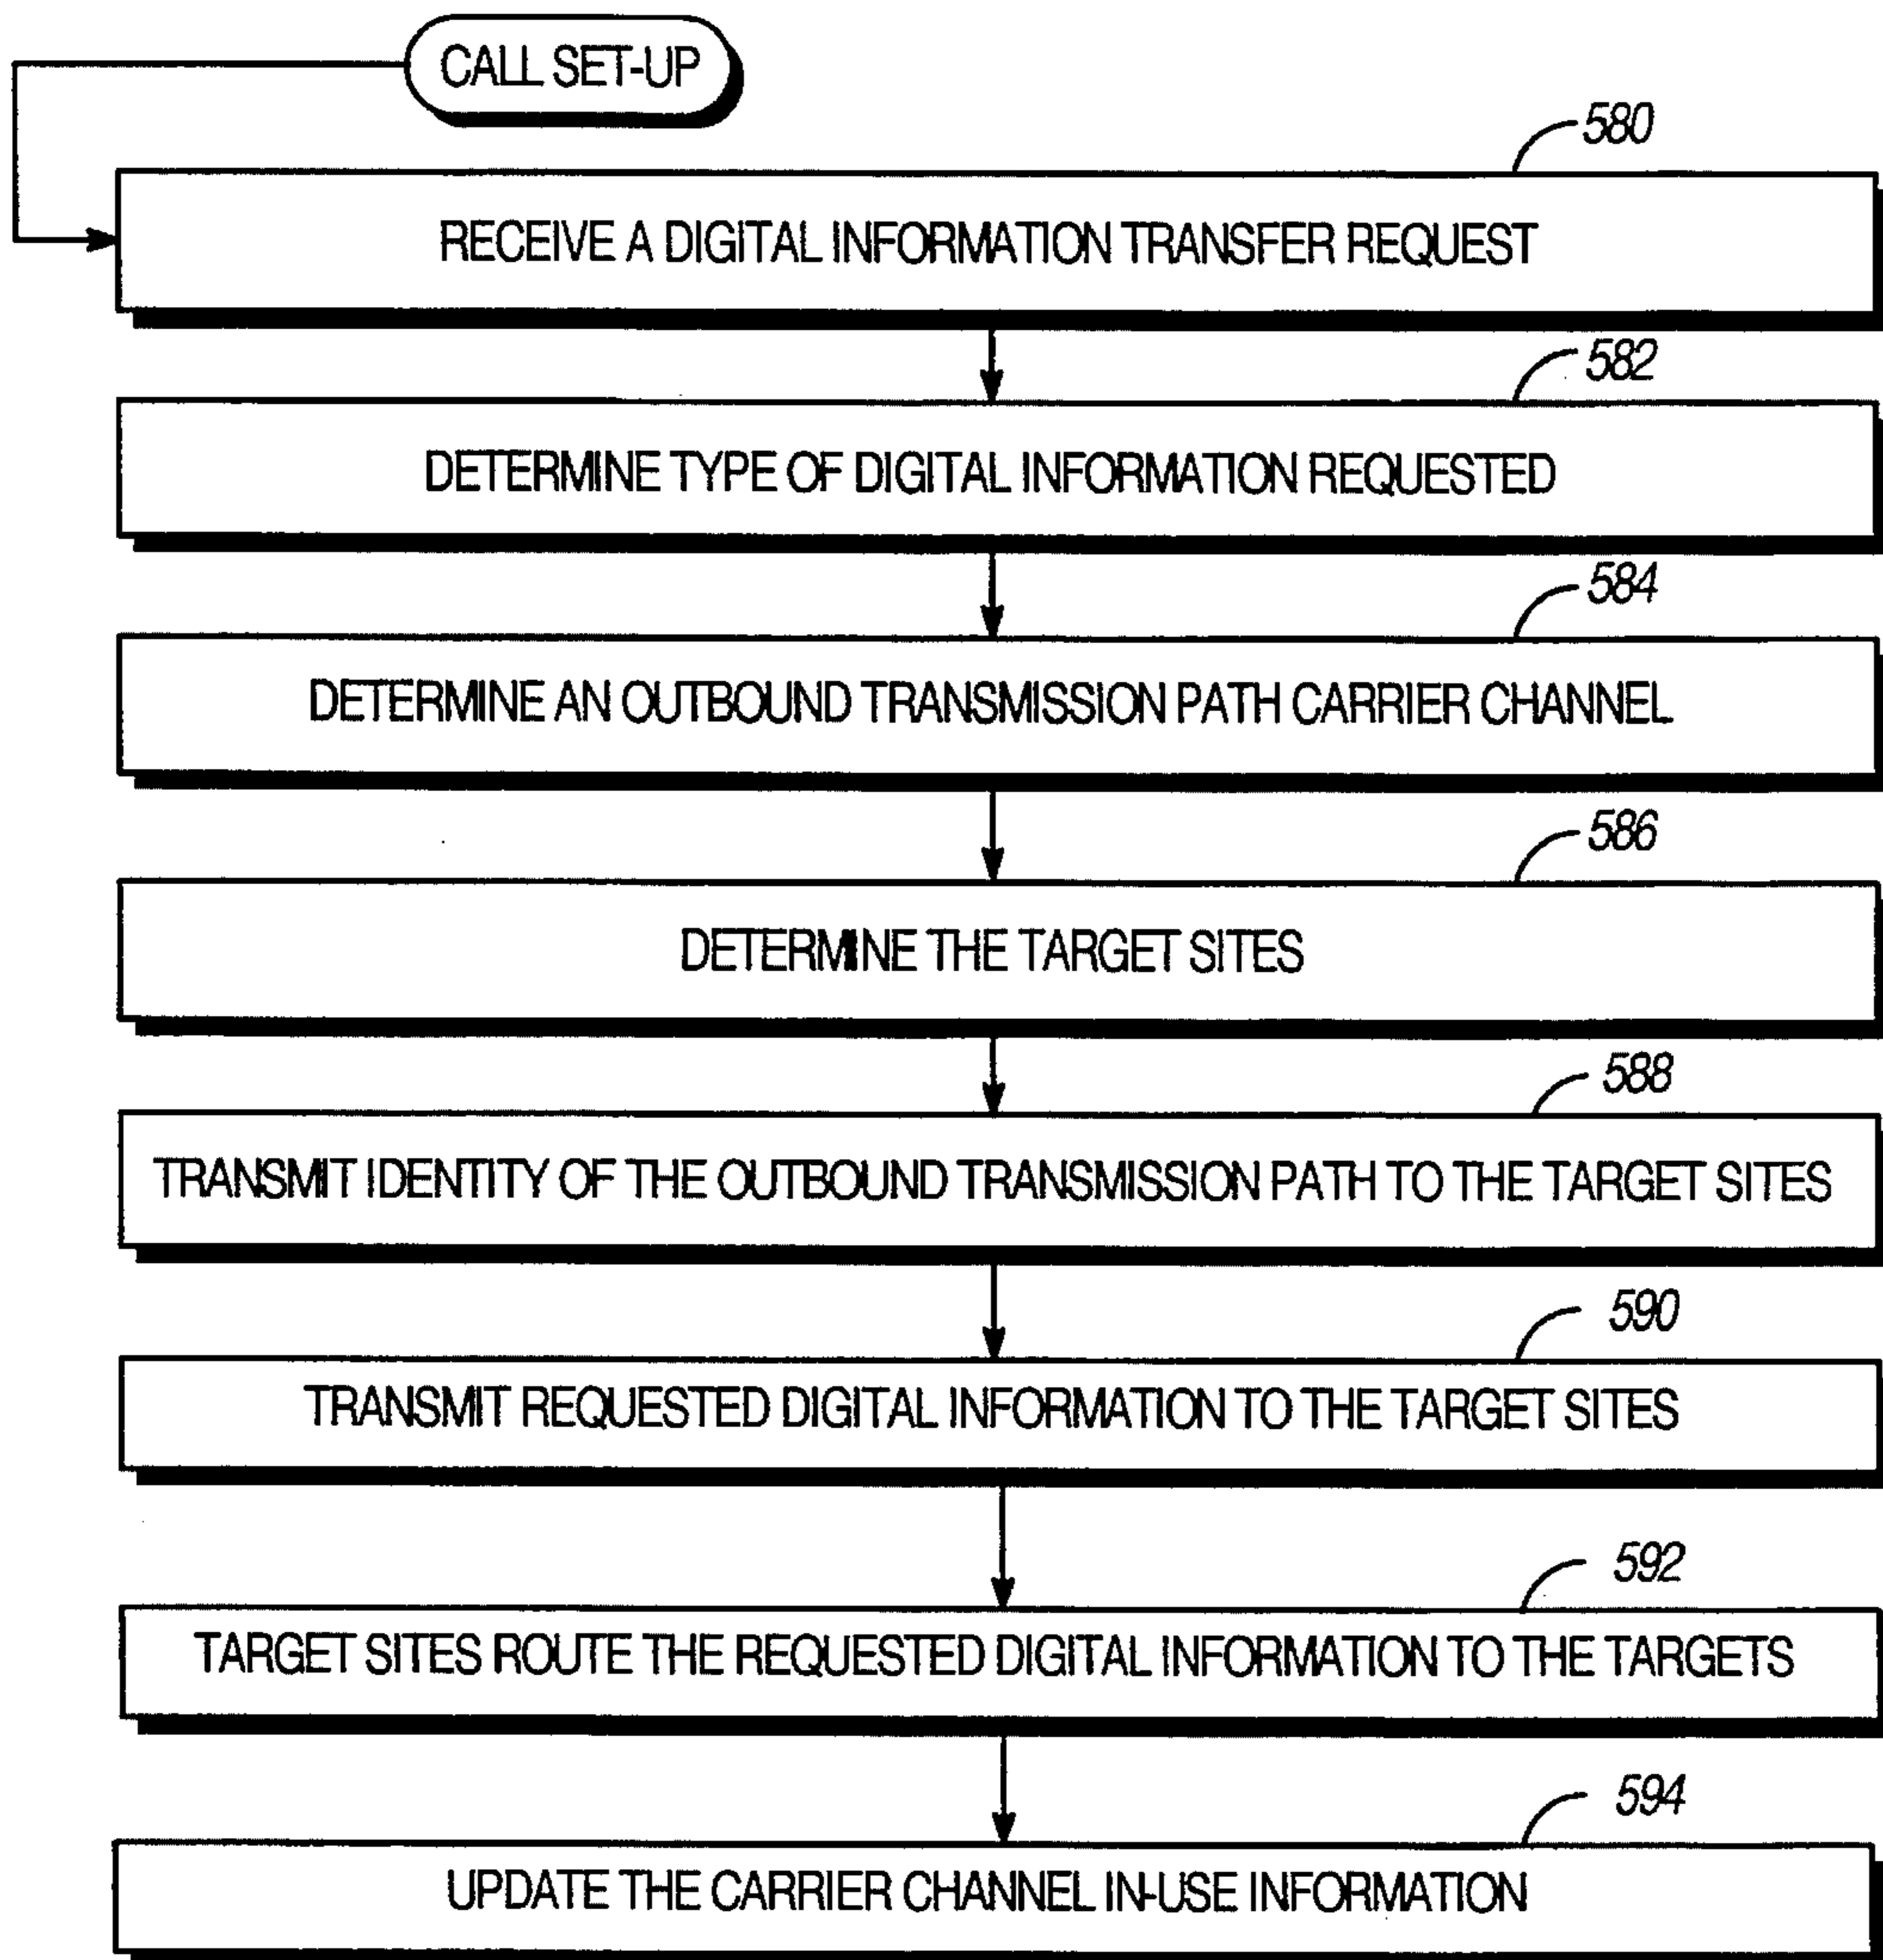 CALL SET-UP
580
RECEIVE A DIGITAL INFORMATION TRANSFER REQUEST
582
DETERMINE TYPE OF DIGITAL INFORMATION REQUESTED
584
DETERMINE AN OUTBOUND TRANSMISSION PATH CARRIER CHANNEL
586
DETERMINE THE TARGET SITES
588
TRANSMIT IDENTITY OF THE OUTBOUND TRANSMISSION PATH TO THE TARGET SITES
590
TRANSMIT REQUESTED DIGITAL INFORMATION TO THE TARGET SITES
592
TARGET SITES ROUTE THE REQUESTED DIGITAL INFORMATION TO THE TARGETS
594
UPDATE THE CARRIER CHANNEL IN-USE INFORMATION